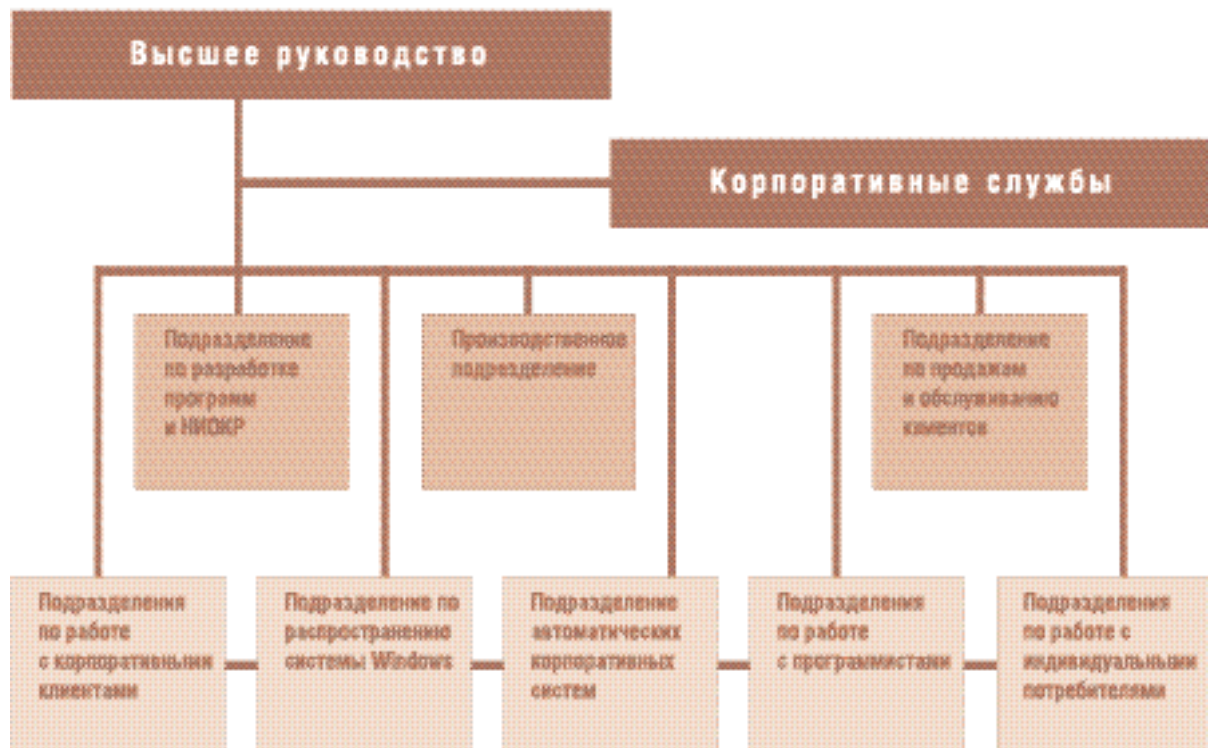 Высшее руководство
Корпоративные службы
Подразделение
по разработке
программ
и НИОКР
Производственное
подразделение
Подразделение
по продажам
и обслуживанию
клиентов
Подразделения
по работе
с корпоративными
клиентами
Подразделение по
распространению
системы Windows
Подразделение
автоматических
корпоративных
систем
Подразделения
по работе
с программистами
Подразделения
по работе с
индивидуальными
потребителями